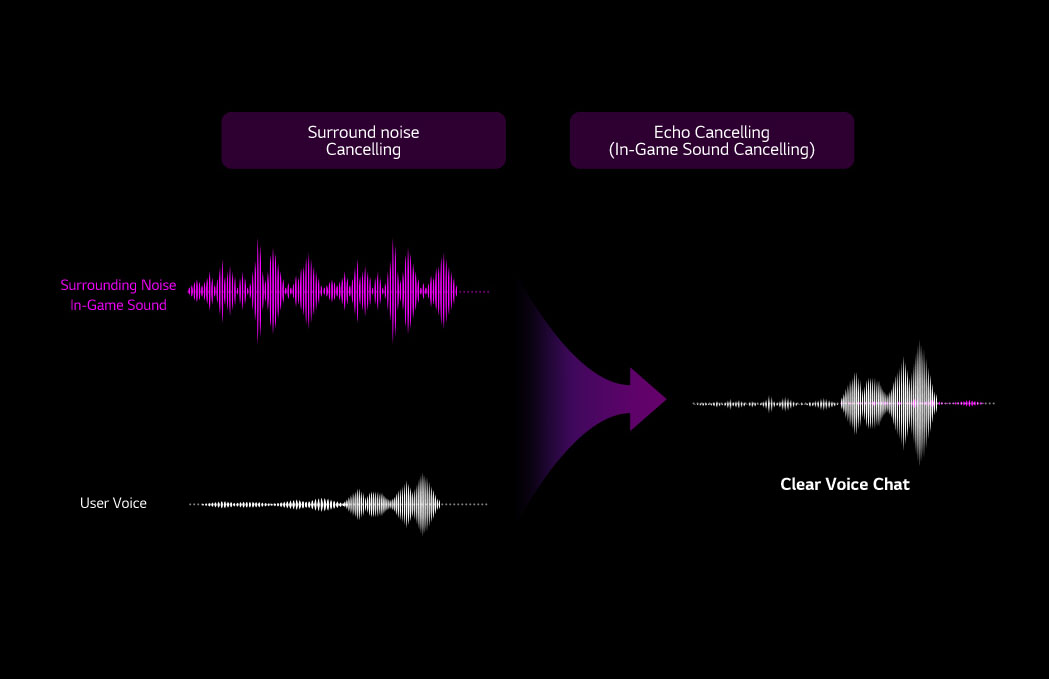 Surround noise
Cancelling
Echo Cancelling
(In-Game Sound Cancelling)
Surrounding Noise
In-Game Sound
User Voice
Clear Voice Chat